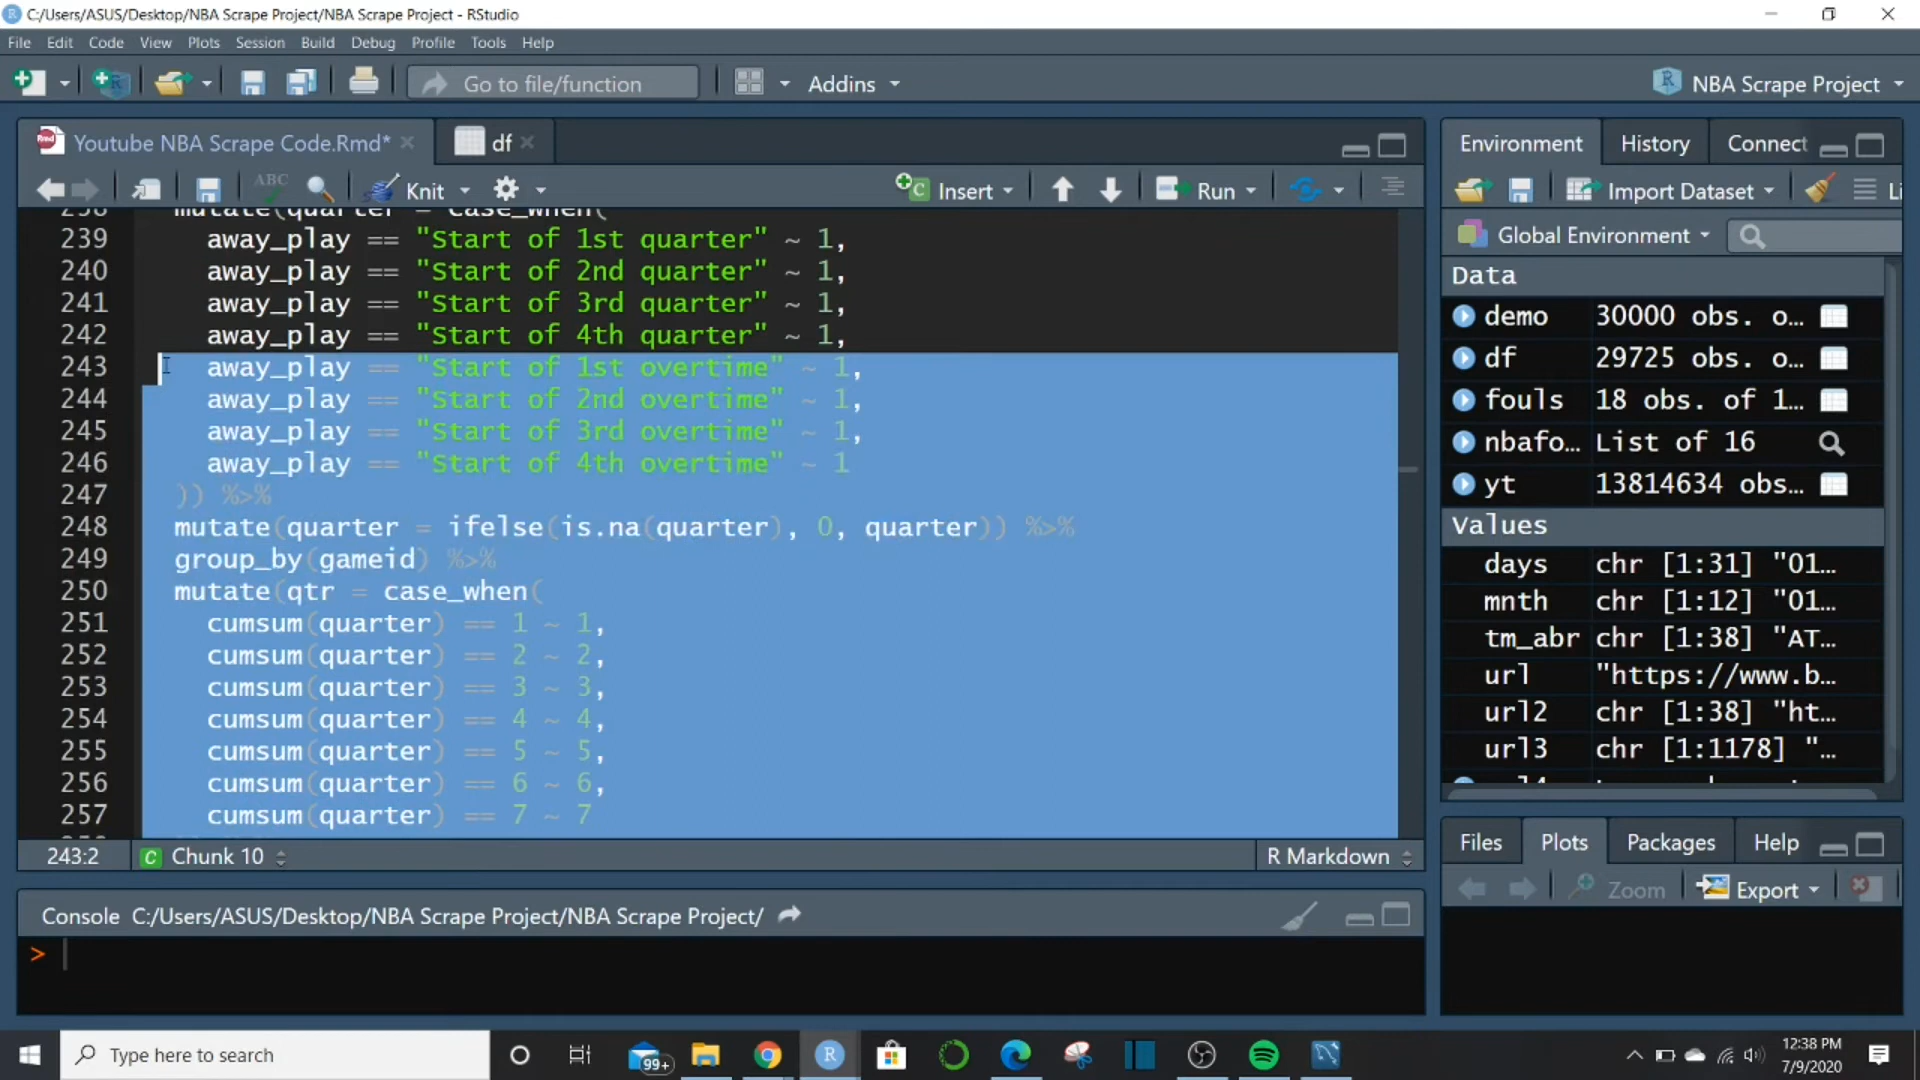 C:/Users/ASUS/Desktop/NBA Scrape Project/NBA Scrape Project - RStudio
File Edit Code View Plots Session Build Debug Profile Tools Help
Go to file/function Addins NBA Scrape Project
Youtube NBA Scrape Code.Rmd* df
ABC Knit Insert Run
238 mutate(quarter = case_when(
239 away_play == "Start of 1st quarter" ~ 1,
240 away_play == "Start of 2nd quarter" ~ 1,
241 away_play == "Start of 3rd quarter" ~ 1,
242 away_play == "Start of 4th quarter" ~ 1,
243 away_play == "Start of 1st overtime" ~ 1,
244 away_play == "Start of 2nd overtime" ~ 1,
245 away_play == "Start of 3rd overtime" ~ 1,
246 away_play == "Start of 4th overtime" ~ 1
247 )) %>%
248 mutate(quarter = ifelse(is.na(quarter), 0, quarter)) %>%
249 group_by(gameid) %>%
250 mutate(qtr = case_when(
251 cumsum(quarter) == 1 ~ 1,
252 cumsum(quarter) == 2 ~ 2,
253 cumsum(quarter) == 3 ~ 3,
254 cumsum(quarter) == 4 ~ 4,
255 cumsum(quarter) == 5 ~ 5,
256 cumsum(quarter) == 6 ~ 6,
257 cumsum(quarter) == 7 ~ 7
243:2 C Chunk 10 R Markdown
Console C:/Users/ASUS/Desktop/NBA Scrape Project/NBA Scrape Project/
>
Environment History Connect
Import Dataset Li
Global Environment
Data
demo 30000 obs. o...
df 29725 obs. o...
fouls 18 obs. of 1...
nbafo... List of 16
yt 13814634 obs...
Values
days chr [1:31] "01...
mnth chr [1:12] "01...
tm_abr chr [1:38] "AT...
url "https://www.b...
url2 chr [1:38] "ht...
url3 chr [1:1178] "...
Files Plots Packages Help
Zoom Export
Type here to search
99+
12:38 PM
7/9/2020